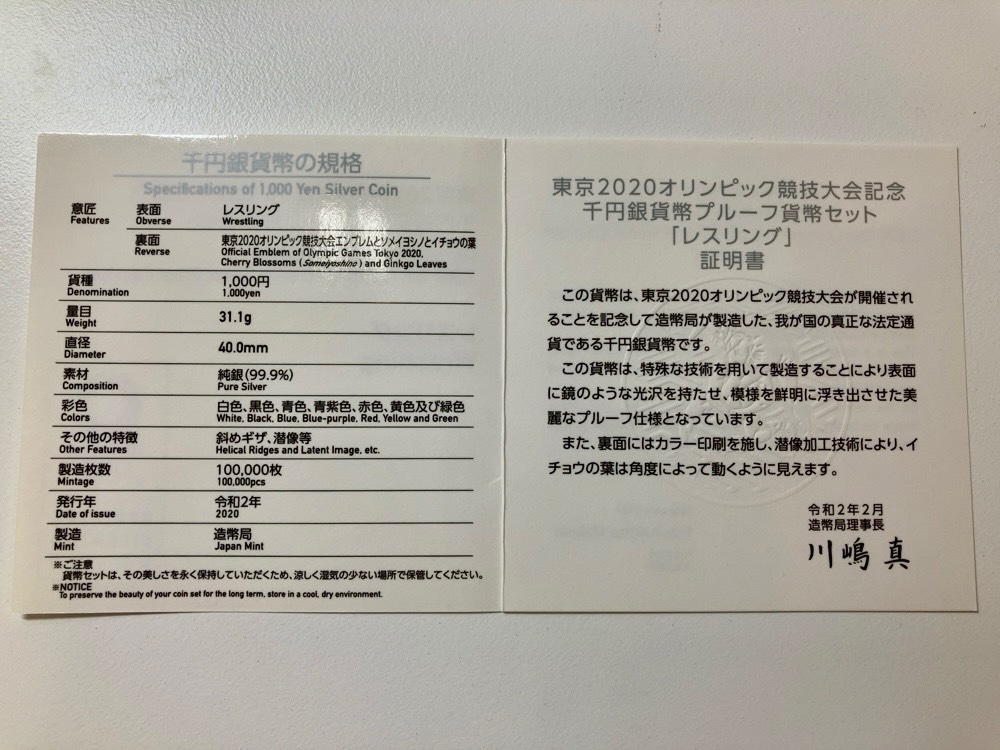 千円銀貨幣の規格
Specifications of 1,000 Yen Silver Coin
意匠 表面 レスリング
Features Obverse Wrestling
裏面 東京2020オリンピック競技大会エンブレムとソメイヨシノとイチョウの葉
Reverse Official Emblem of Olympic Games Tokyo 2020,
Cherry Blossoms (Someiyoshino) and Ginkgo Leaves
貨種 1,000円
Denomination 1,000yen
量目 31.1g
Weight
直径 40.0mm
Diameter
素材 純銀(99.9%)
Composition Pure Silver
彩色 白色、黒色、青色、青紫色、赤色、黄色及び緑色
Colors White, Black, Blue, Blue-purple, Red, Yellow and Green
その他の特徴 斜めギザ、潜像等
Other Features Helical Ridges and Latent Image, etc.
製造枚数 100,000枚
Mintage 100,000pcs
発行年 令和2年
Date of issue 2020
製造 造幣局
Mint Japan Mint
※ご注意
貨幣セットは、その美しさを永く保持していただくため、涼しく湿気の少ない場所で保管してください。
※NOTICE
To preserve the beauty of your coin set for the long term, store in a cool, dry environment.
東京2020オリンピック競技大会記念
千円銀貨幣プルーフ貨幣セット
「レスリング」
証明書
この貨幣は、東京2020オリンピック競技大会が開催され
ることを記念して造幣局が製造した、我が国の真正な法定通
貨である千円銀貨幣です。
この貨幣は、特殊な技術を用いて製造することにより表面
に鏡のような光沢を持たせ、模様を鮮明に浮き出させた美
麗なプルーフ仕様となっています。
また、裏面にはカラー印刷を施し、潜像加工技術により、イ
チョウの葉は角度によって動くように見えます。
令和2年2月
造幣局理事長
川嶋 真